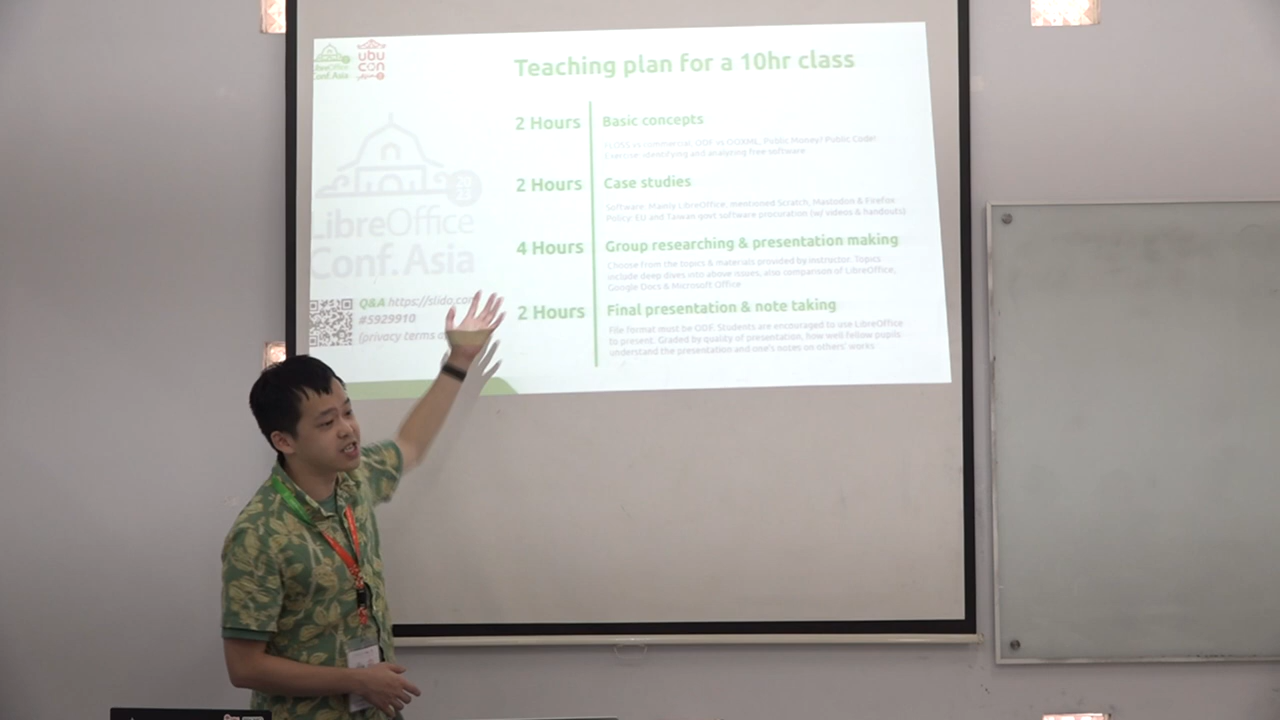 LibreOffice
Conf.Asia
ubu
con
Teaching plan for a 10hr class
2 Hours
Basic concepts
FLOSS vs commercial, ODF vs OOXML, Public Money? Public Code!
Exercise: identifying and analyzing free software
2 Hours
Case studies
Software: Mainly LibreOffice, mentioned Scratch, Mastodon & Firefox
Policy: EU and Taiwan govt software procuration (w/ videos & handouts)
4 Hours
Group researching & presentation making
Choose from the topics & materials provided by instructor. Topics
include deep dives into above issues, also comparison of LibreOffice,
Google Docs & Microsoft Office
2 Hours
Final presentation & note taking
File format must be ODF. Students are encouraged to use LibreOffice
to present. Graded by quality of presentation, how well fellow pupils
understand the presentation and one's notes on others' works
20
23
LibreOffice
Conf.Asia
Q&A https://slido.com
#5929910
(privacy terms